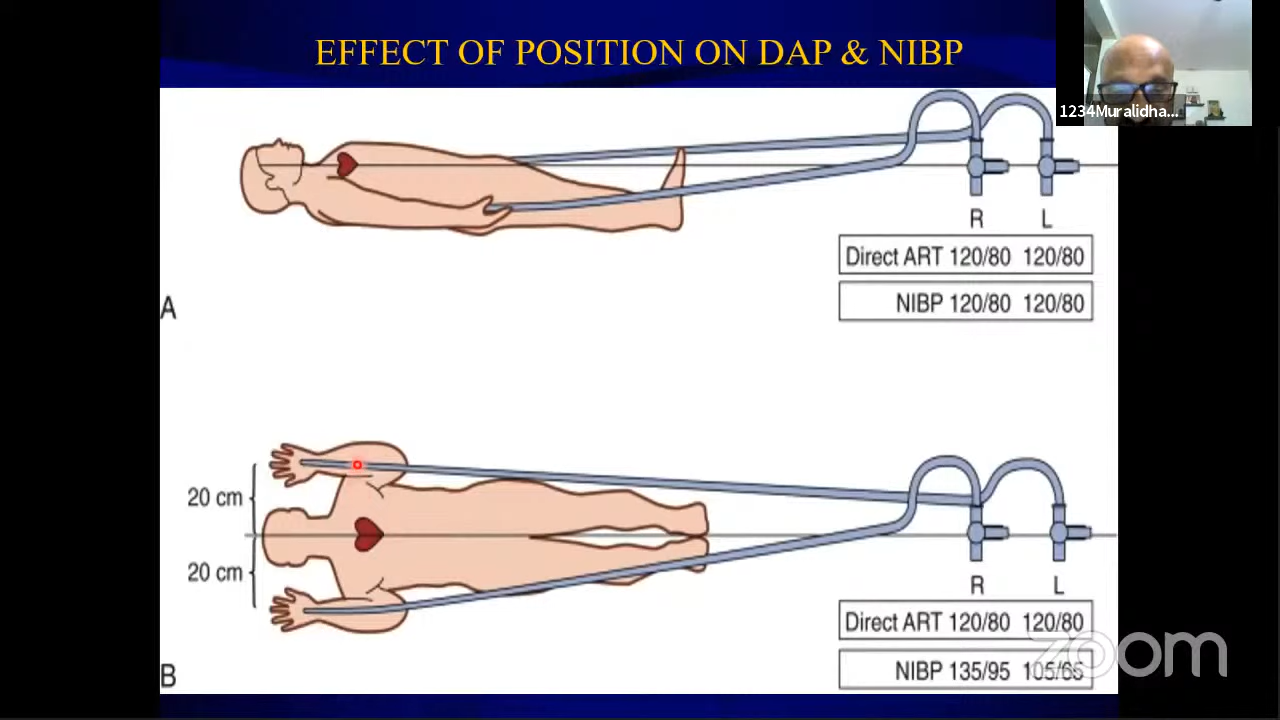 EFFECT OF POSITION ON DAP & NIBP
1234Muralidha...
R L
Direct ART 120/80 120/80
NIBP 120/80 120/80
A
20 cm
20 cm
R L
Direct ART 120/80 120/80
NIBP 135/95 105/65
zoom
B